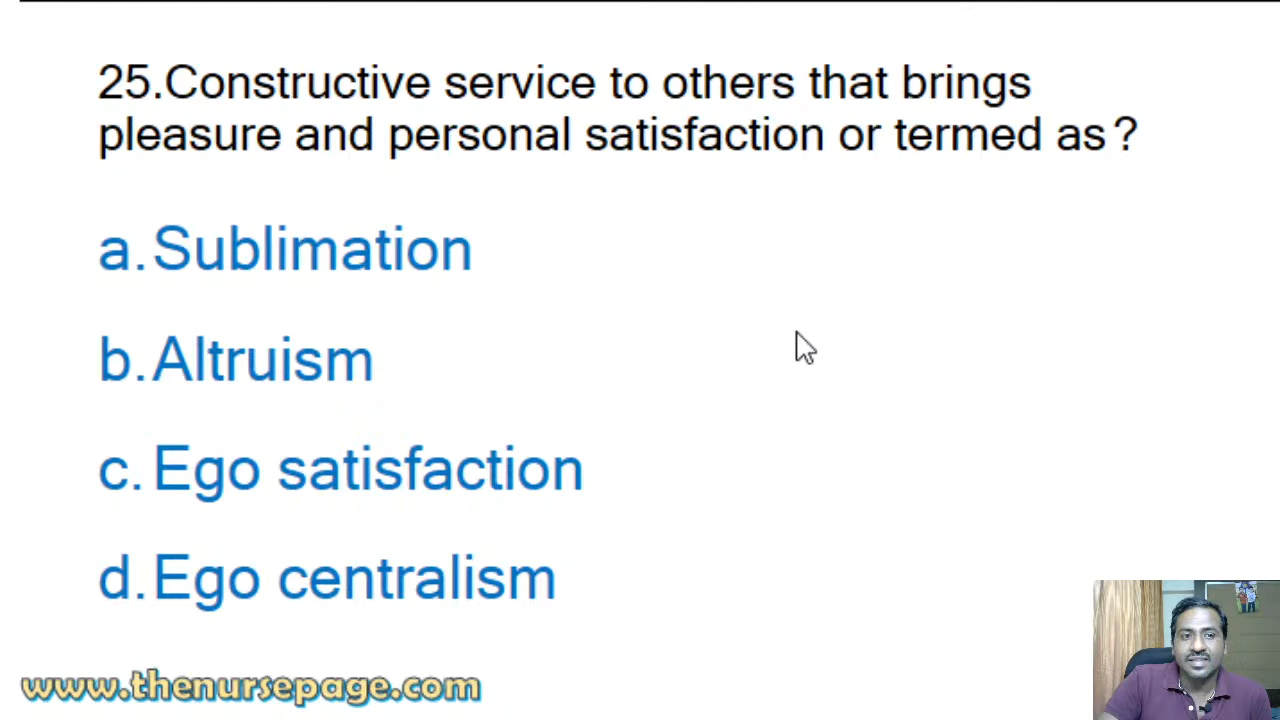 25.Constructive service to others that brings
pleasure and personal satisfaction or termed as ?
a. Sublimation
b. Altruism
c. Ego satisfaction
d. Ego centralism
www.thenursepage.com